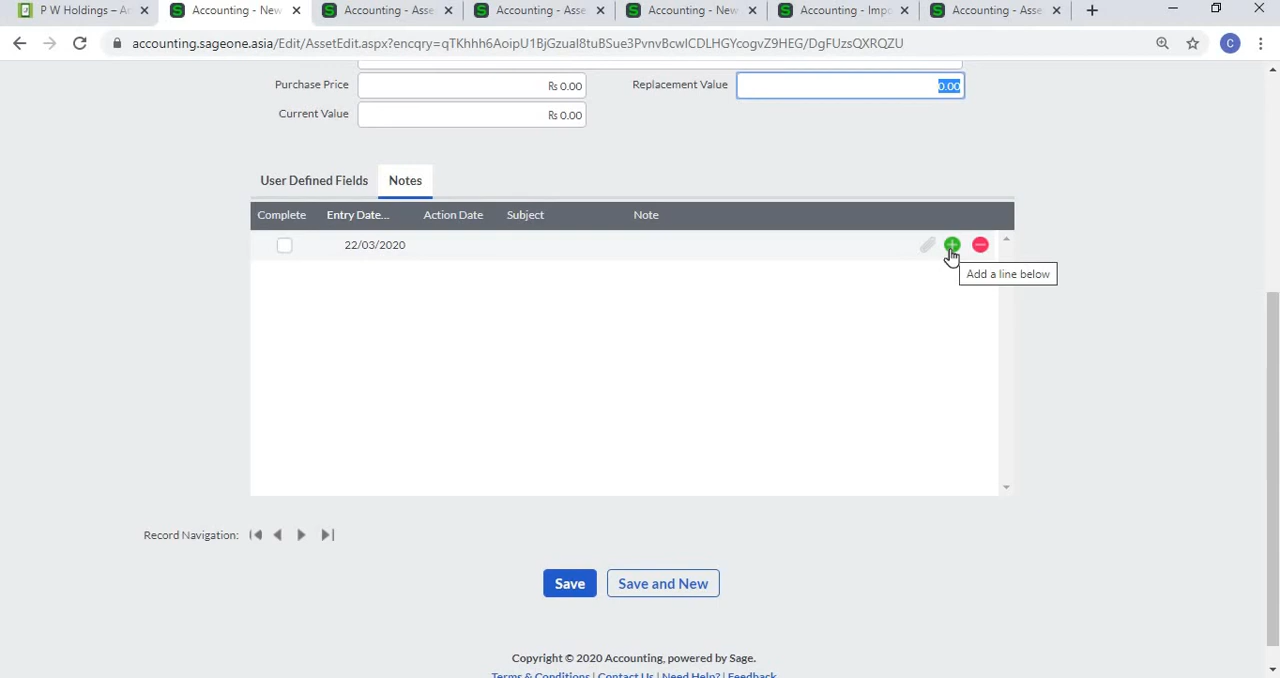 P W Holdings – Ar
Accounting - New
Accounting - Asse
Accounting - Asse
Accounting - New
Accounting - Impo
Accounting - Asse
accounting.sageone.asia/Edit/AssetEdit.aspx?encqry=qTKhhh6AoipU1BjGzual8tuBSue3PvnvBcwICDLHGYcogvZ9HEG/DgFUzsQXRQZU
C
Purchase Price Rs 0.00 Replacement Value 0.00
Current Value Rs 0.00
User Defined Fields Notes
Complete Entry Date... Action Date Subject Note
22/03/2020
Add a line below
Record Navigation:
Save Save and New
Copyright © 2020 Accounting, powered by Sage.
Terms & Conditions | Contact Us | Need Help? | Feedback